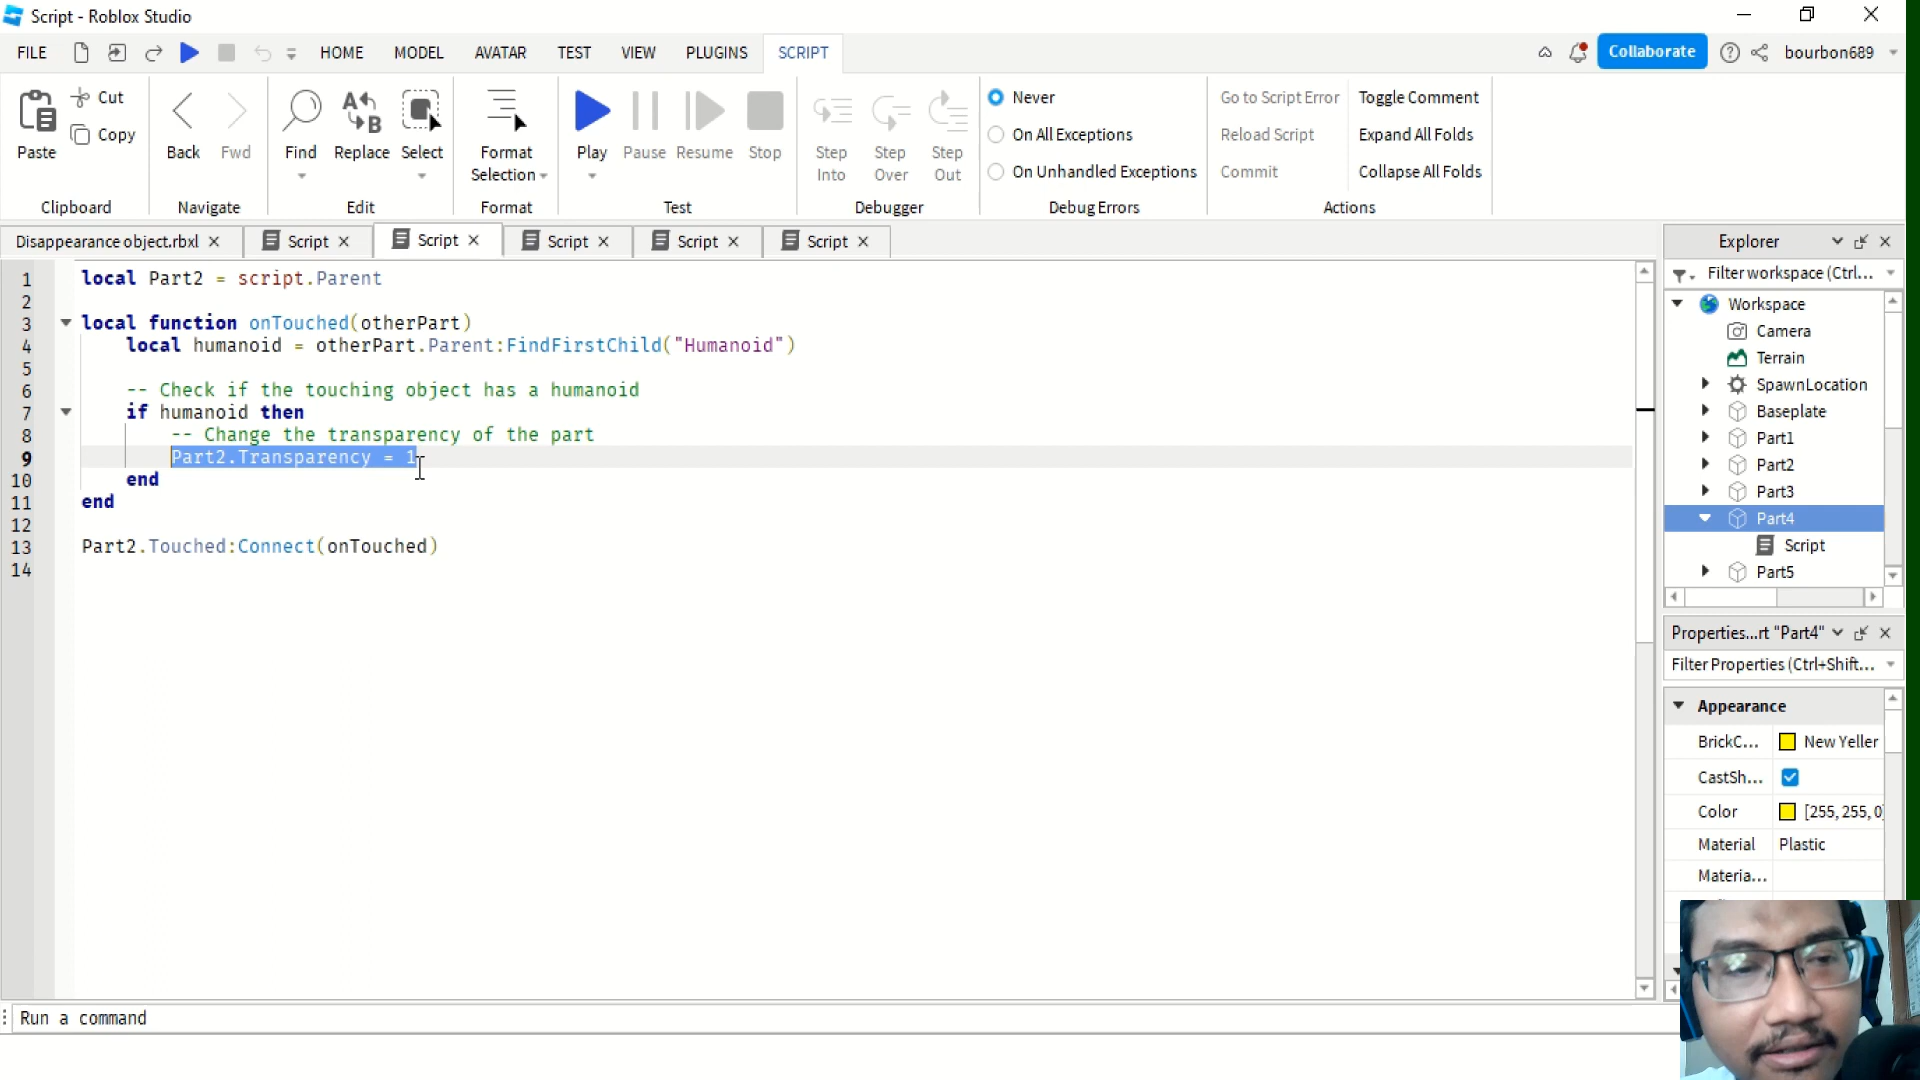 Script - Roblox Studio
FILE HOME MODEL AVATAR TEST VIEW PLUGINS SCRIPT Collaborate bourbon689
Paste Cut Copy
Clipboard
Back Fwd
Navigate
Find Replace Select
Edit
Format Selection
Format
Play Pause Resume Stop
Test
Step Into Step Over Step Out
Debugger
Never
On All Exceptions
On Unhandled Exceptions
Debug Errors
Go to Script Error Toggle Comment
Reload Script Expand All Folds
Commit Collapse All Folds
Actions
Disappearance object.rbxl Script Script Script Script Script
1 local Part2 = script.Parent
2
3 local function onTouched(otherPart)
4 local humanoid = otherPart.Parent:FindFirstChild("Humanoid")
5
6 -- Check if the touching object has a humanoid
7 if humanoid then
8 -- Change the transparency of the part
9 Part2.Transparency = 1
10 end
11 end
12
13 Part2.Touched:Connect(onTouched)
14
Run a command
Explorer
Filter workspace (Ctrl...
Workspace
Camera
Terrain
SpawnLocation
Baseplate
Part1
Part2
Part3
Part4
Script
Part5
Properties...rt "Part4"
Filter Properties (Ctrl+Shift...
Appearance
BrickC... New Yeller
CastSh...
Color [255, 255, 0]
Material Plastic
Materia...